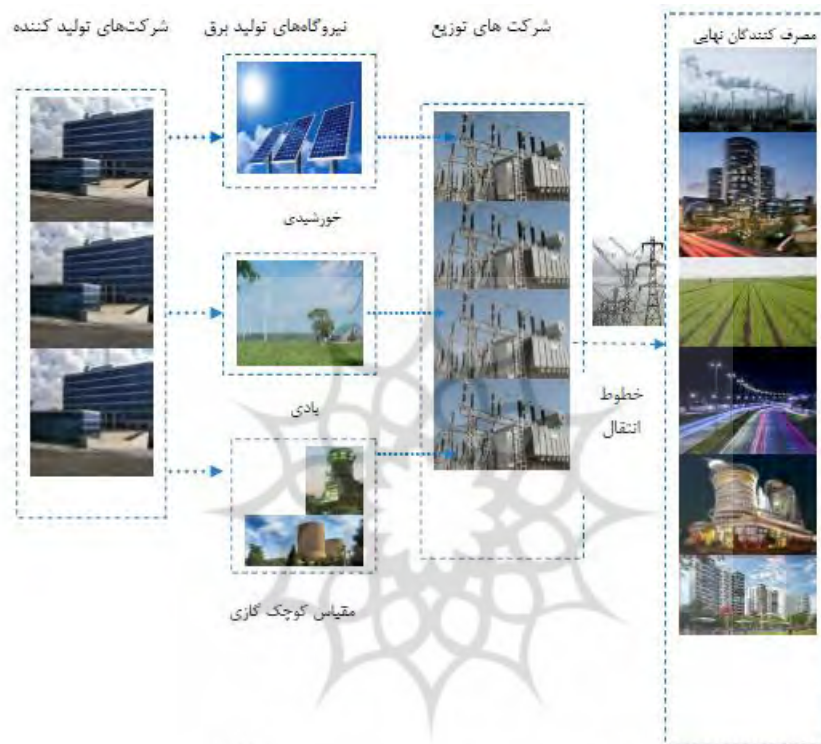 شرکت‌های تولید کننده
نیروگاه‌های تولید برق
شرکت های توزیع
مصرف کنندگان نهایی
خورشیدی
بادی
خطوط
انتقال
مقیاس کوچک گازی